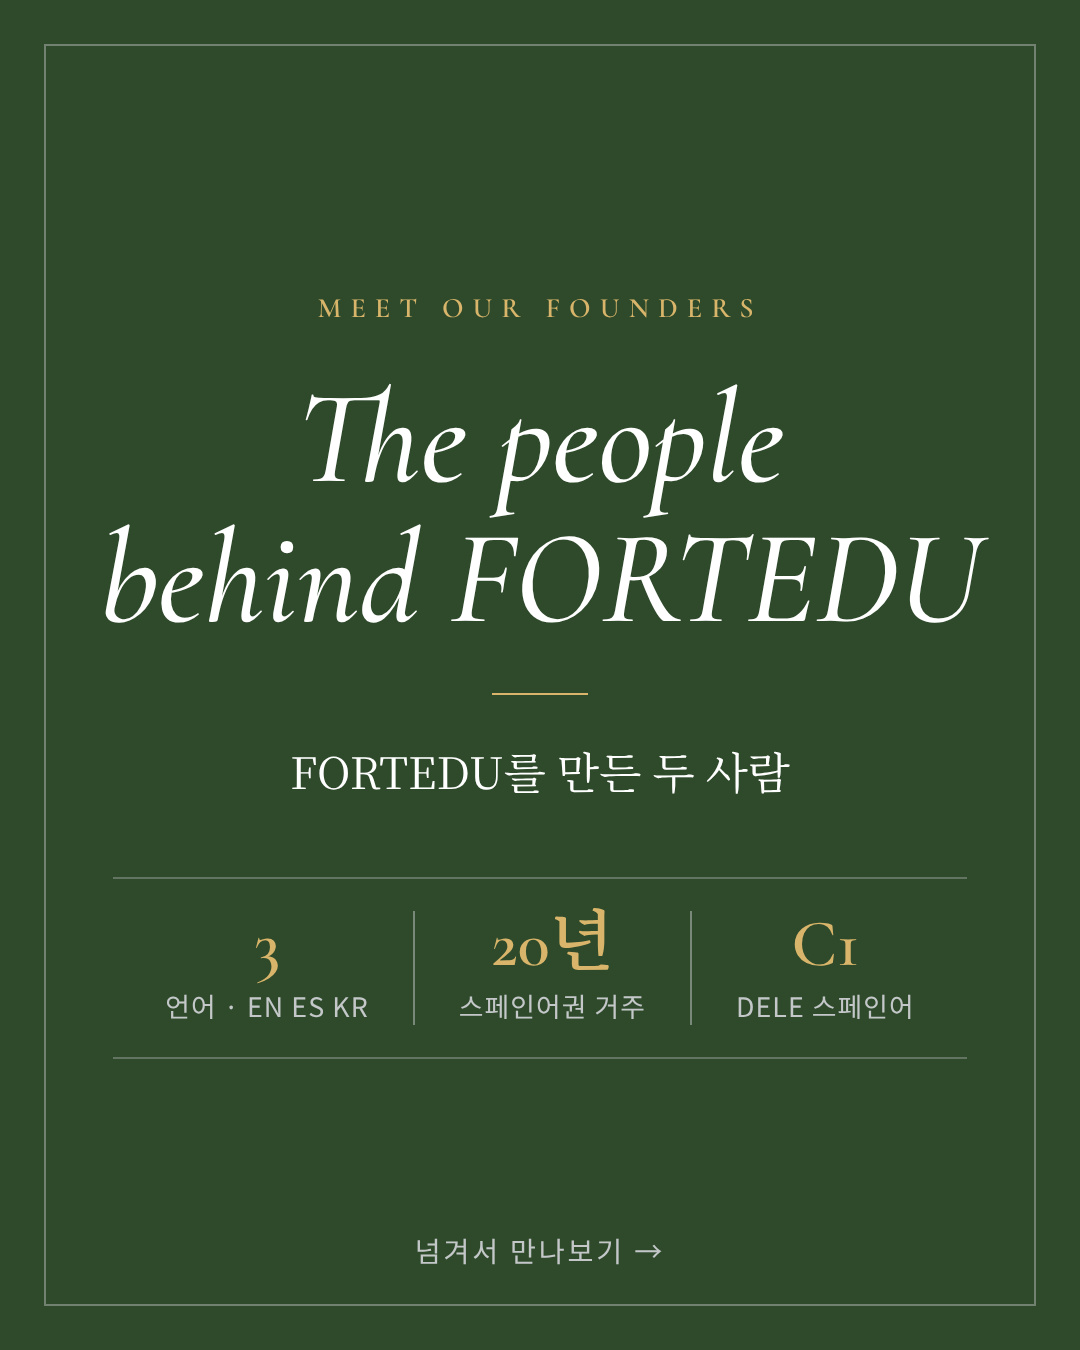 MEET OUR FOUNDERS
The people
behind FORTEDU
FORTEDU를 만든 두 사람
3
언어 · EN ES KR
20년
스페인어권 거주
C1
DELE 스페인어
넘겨서 만나보기 →